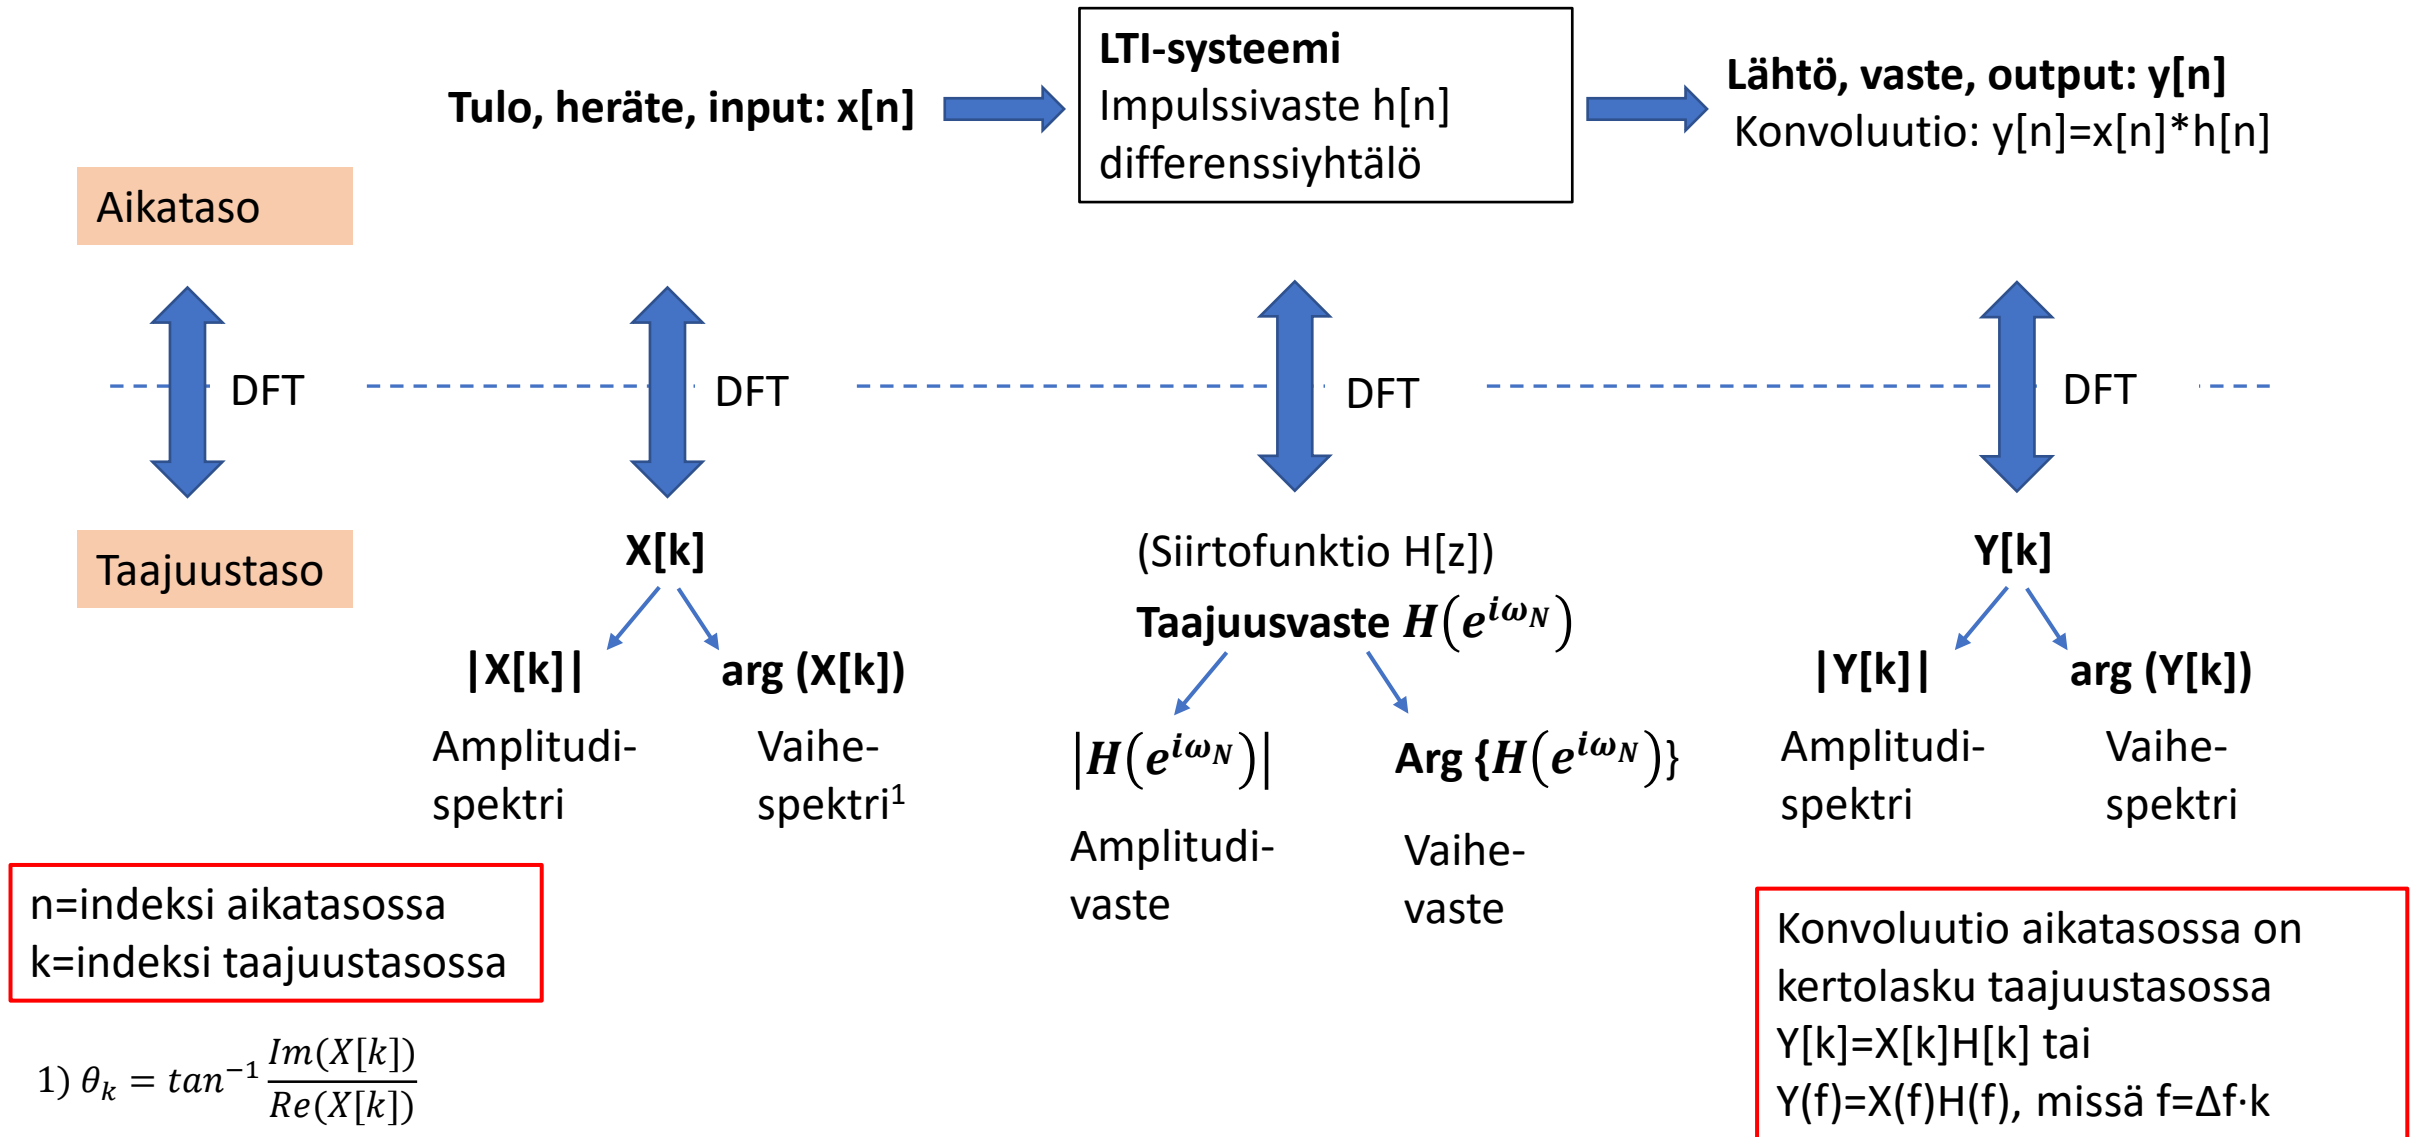 LTI-systeemi
Impulssivaste h[n]
differenssiyhtälö
Tulo, heräte, input: x[n]
Lähtö, vaste, output: y[n]
Konvoluutio: y[n]=x[n]*h[n]
Aikataso
DFT
DFT
DFT
DFT
Taajuustaso
X[k]
|X[k]|
arg (X[k])
Amplitudi-
spektri
Vaihe-
spektri¹
(Siirtofunktio H[z])
Taajuusvaste H(e^{iω_N})
|H(e^{iω_N})|
Arg {H(e^{iω_N})}
Amplitudi-
vaste
Vaihe-
vaste
Y[k]
|Y[k]|
arg (Y[k])
Amplitudi-
spektri
Vaihe-
spektri
n=indeksi aikatasossa
k=indeksi taajuustasossa
1) θ_k = tan⁻¹ Im(X[k]) / Re(X[k])
Konvoluutio aikatasossa on
kertolasku taajuustasossa
Y[k]=X[k]H[k] tai
Y(f)=X(f)H(f), missä f=Δf·k